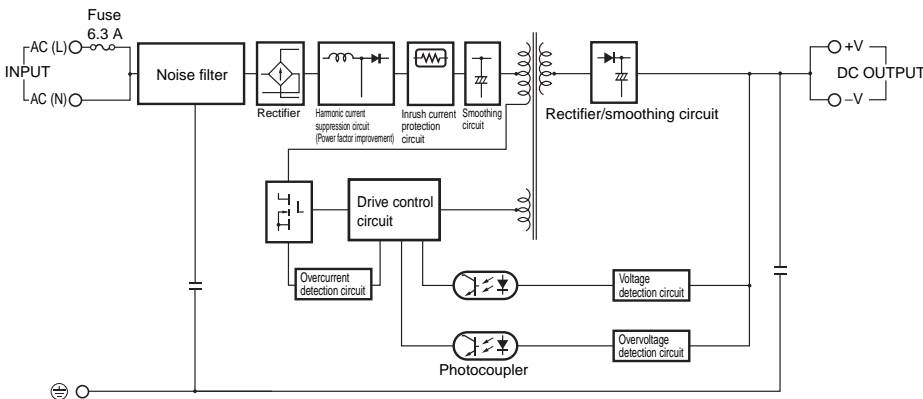 Fuse
6.3 A
AC (L)
INPUT
AC (N)
Noise filter
Rectifier
Harmonic current
suppression circuit
(Power factor improvement)
Inrush current
protection
circuit
Smoothing
circuit
Rectifier/smoothing circuit
+V
DC OUTPUT
–V
Drive control
circuit
Overcurrent
detection circuit
Voltage
detection circuit
Overvoltage
detection circuit
Photocoupler